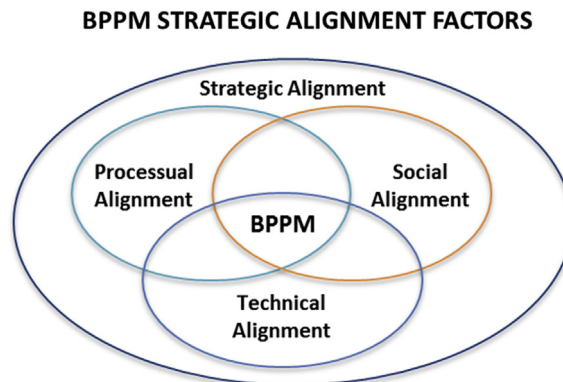 BPPM STRATEGIC ALIGNMENT FACTORS
Strategic Alignment
Processual
Alignment
Social
Alignment
BPPM
Technical
Alignment